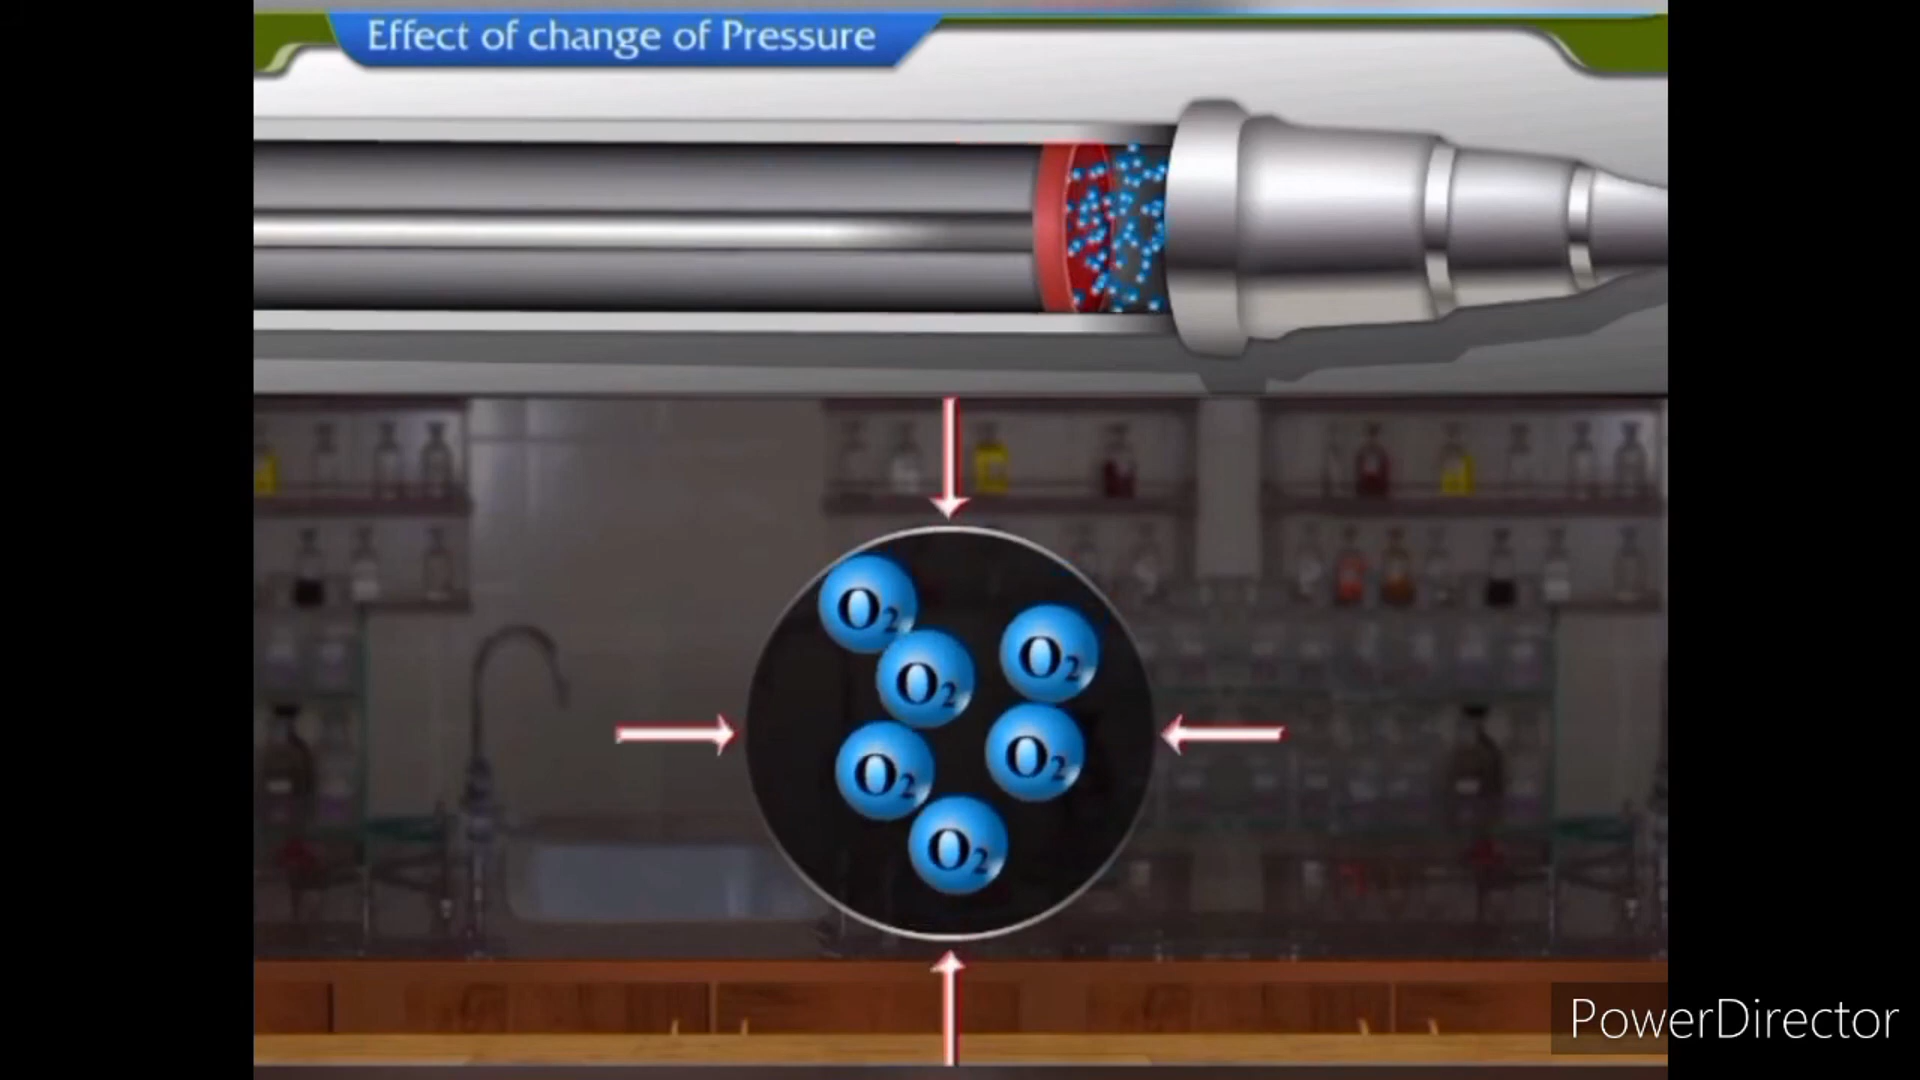 Effect of change of Pressure
O₂
O₂
O₂
O₂
O₂
O₂
PowerDirector